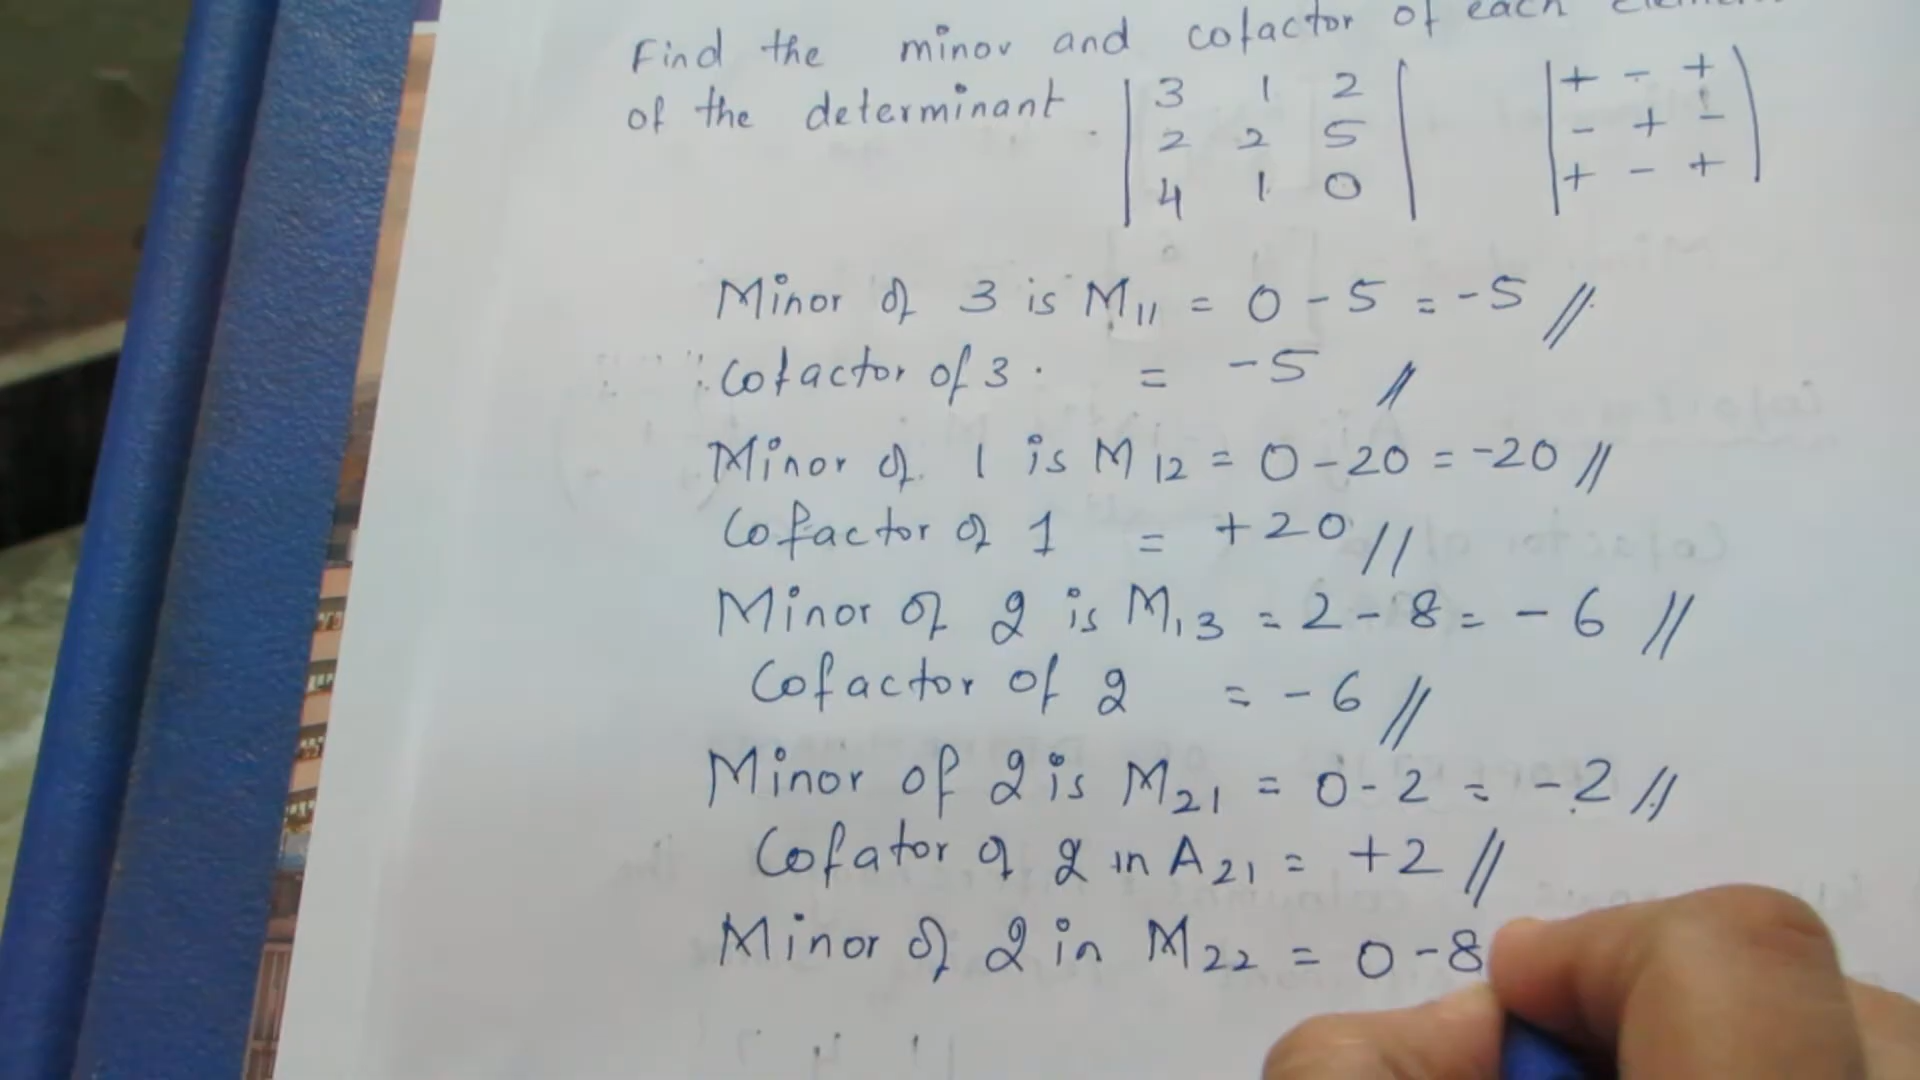 Find the minor and cofactor of each
of the determinant. | 3 1 2 | | + - + |
| 2 2 5 | | - + - |
| 4 1 0 | | + - + |
Minor of 3 is M11 = 0 - 5 = -5 //
Cofactor of 3. = -5 //
Minor of 1 is M12 = 0 - 20 = -20 //
Cofactor of 1 = +20 //
Minor of 2 is M13 = 2 - 8 = - 6 //
Cofactor of 2 = - 6 //
Minor of 2 is M21 = 0 - 2 = - 2 //
Cofator of 2 in A21 = +2 //
Minor of 2 in M22 = 0 - 8